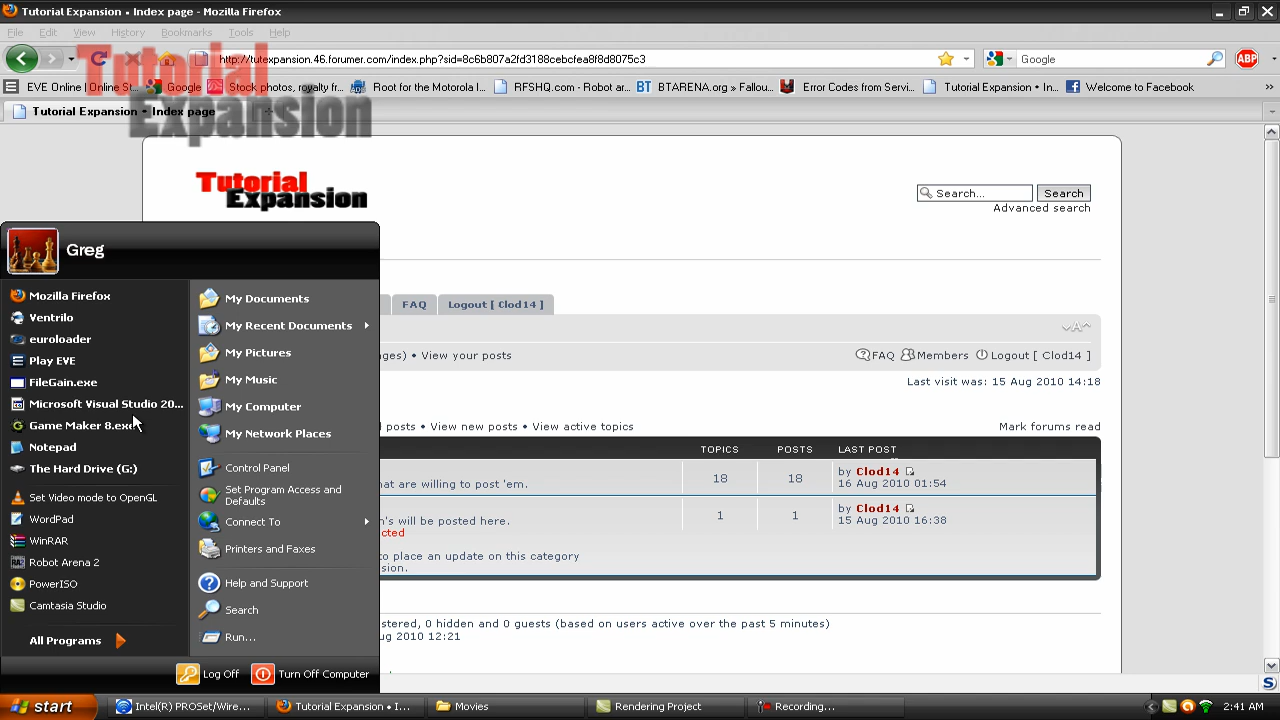 Tutorial Expansion • Index page - Mozilla Firefox
File Edit View History Bookmarks Tools Help
http://tutexpansion.46.forumer.com/index.php?sid=8c6b807a2fd3188cebcfea8f8d8075c3
Google
ABP
EVE Online | Online St... Google Stock photos, royalty fr... Root for the Motorola I... RFSHQ.com - Robot ar... BT BTARENA.org » Fallou... Error Codes from Servi... Tutorial Expansion • In... Welcome to Facebook »
Tutorial Expansion • Index page
Tutorial
Expansion
Tutorial
Expansion
Search... Search
Advanced search
FAQ Logout [ Clod14 ]
ages) • View your posts FAQ Members Logout [ Clod14 ]
Last visit was: 15 Aug 2010 14:18
posts • View new posts • View active topics Mark forums read
TOPICS POSTS LAST POST
hat are willing to post 'em. 18 18 by Clod14
16 Aug 2010 01:54
n's will be posted here. 1 1 by Clod14
15 Aug 2010 16:38
cted
to place an update on this category
sion.
stered, 0 hidden and 0 guests (based on users active over the past 5 minutes)
ug 2010 12:21
Greg
Mozilla Firefox
Ventrilo
euroloader
Play EVE
FileGain.exe
Microsoft Visual Studio 20...
Game Maker 8.exe
Notepad
The Hard Drive (G:)
Set Video mode to OpenGL
WordPad
WinRAR
Robot Arena 2
PowerISO
Camtasia Studio
All Programs
My Documents
My Recent Documents
My Pictures
My Music
My Computer
My Network Places
Control Panel
Set Program Access and
Defaults
Connect To
Printers and Faxes
Help and Support
Search
Run...
Log Off Turn Off Computer
start Intel(R) PROSet/Wire... Tutorial Expansion • I... Movies Rendering Project Recording... 2:41 AM